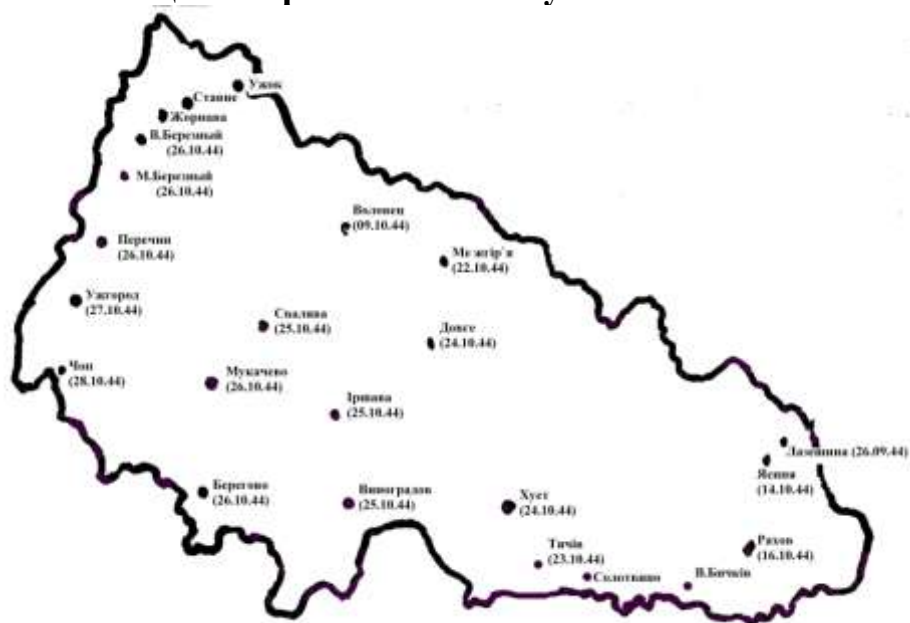 Ужок
Ставне
Жорнава
В.Березный
(26.10.44)
М.Березный
(26.10.44)
Воловец
(09.10.44)
Перечин
(26.10.44)
Межгір`я
(22.10.44)
Ужгород
(27.10.44)
Свалява
(25.10.44)
Довге
(24.10.44)
Чоп
(28.10.44)
Мукачево
(26.10.44)
Іршава
(25.10.44)
Лазещина (26.09.44)
Ясиня
(14.10.44)
Берегово
(26.10.44)
Виноградов
(25.10.44)
Хуст
(24.10.44)
Тячів
(23.10.44)
Рахов
(16.10.44)
Солотвино
В.Бичків